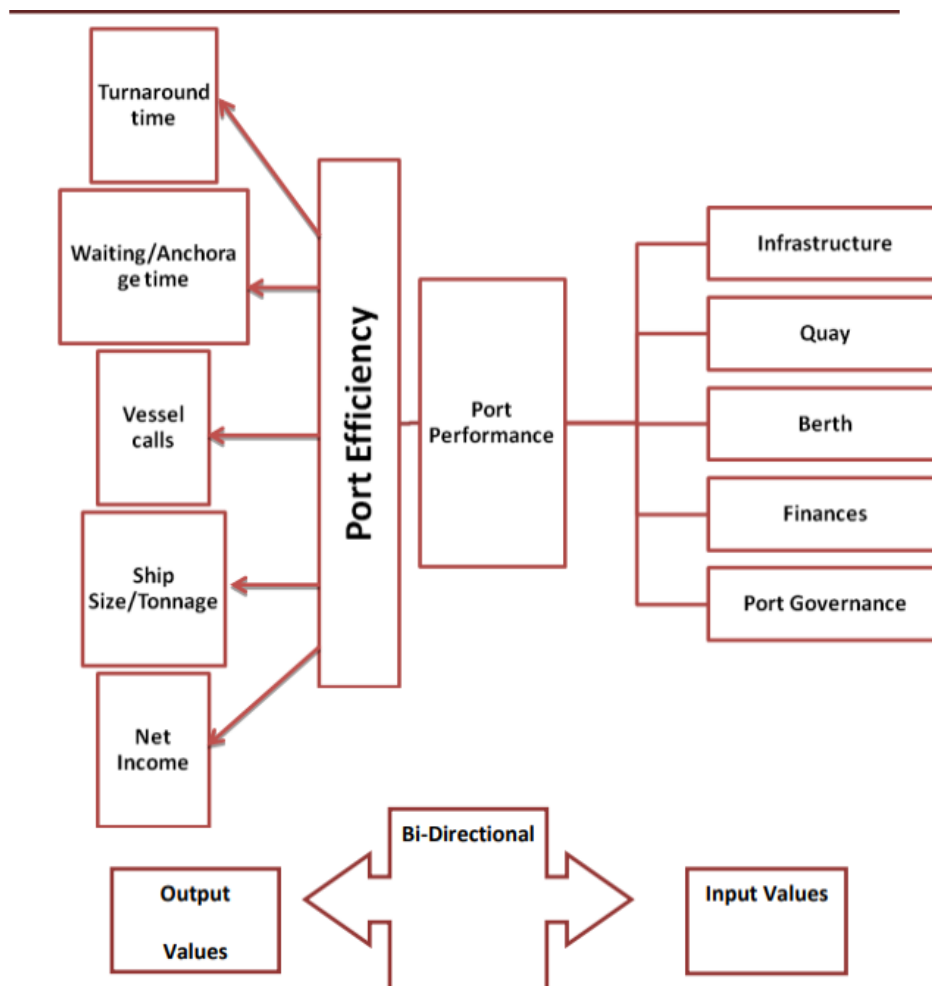 Turnaround
time
Waiting/Anchora
ge time
Vessel
calls
Ship
Size/Tonnage
Net
Income
Port Efficiency
Port
Performance
Infrastructure
Quay
Berth
Finances
Port Governance
Bi-Directional
Output
Values
Input Values